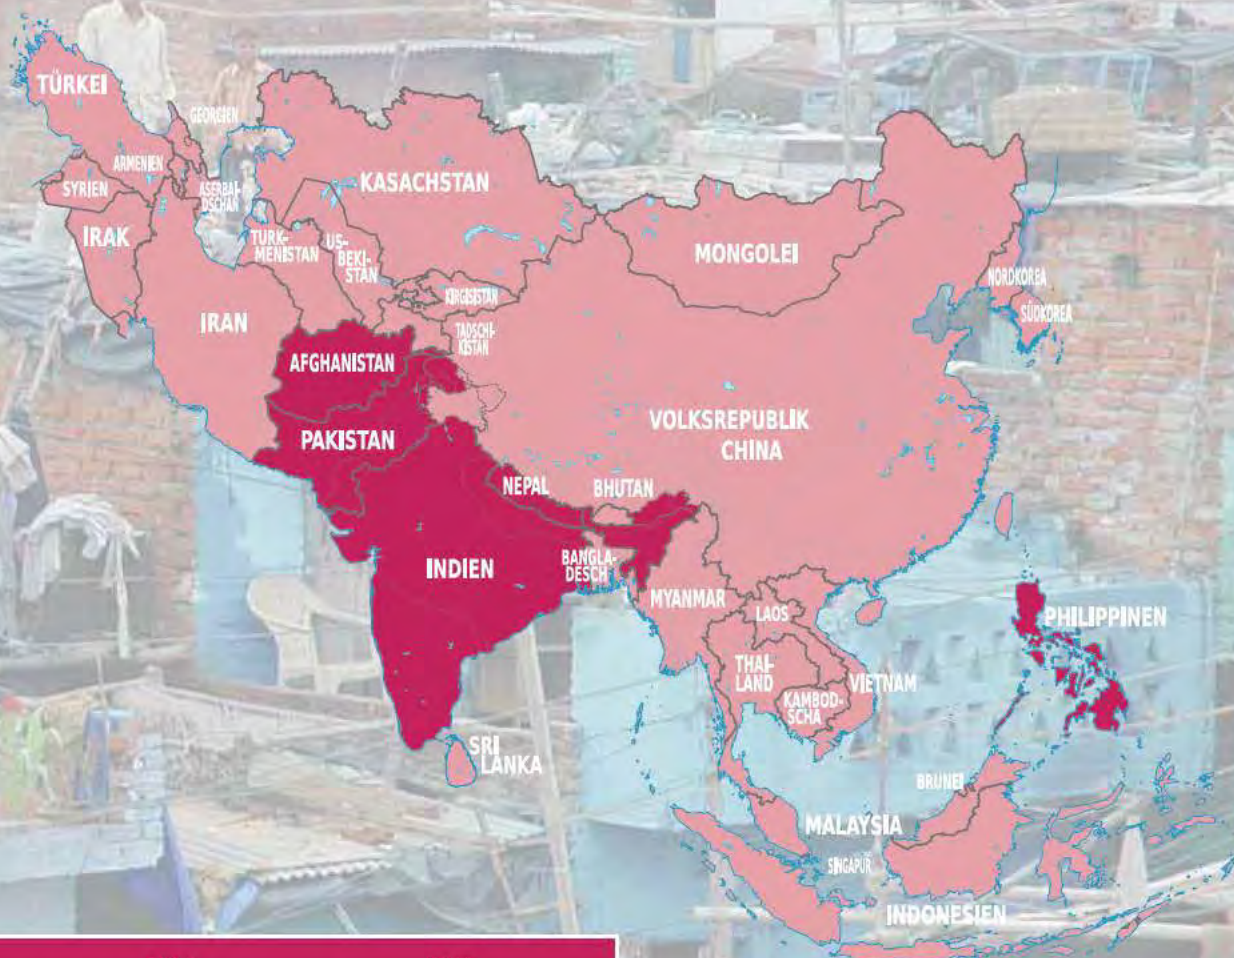 TÜRKEI
GEORGIEN
ARMENIEN
SYRIEN
ASERBAI-
DSCHAN
KASACHSTAN
IRAK
TURK-
MENISTAN
US-
BEKI-
STAN
MONGOLEI
KIRGISISTAN
NORDKOREA
SÜDKOREA
IRAN
TADSCHI-
KISTAN
AFGHANISTAN
PAKISTAN
VOLKSREPUBLIK
CHINA
NEPAL
BHUTAN
INDIEN
BANGLA-
DESCH
MYANMAR
LAOS
PHILIPPINEN
THAI-
LAND
VIETNAM
KAMBOD-
SCHA
SRI
LANKA
BRUNEI
MALAYSIA
SINGAPUR
INDONESIEN